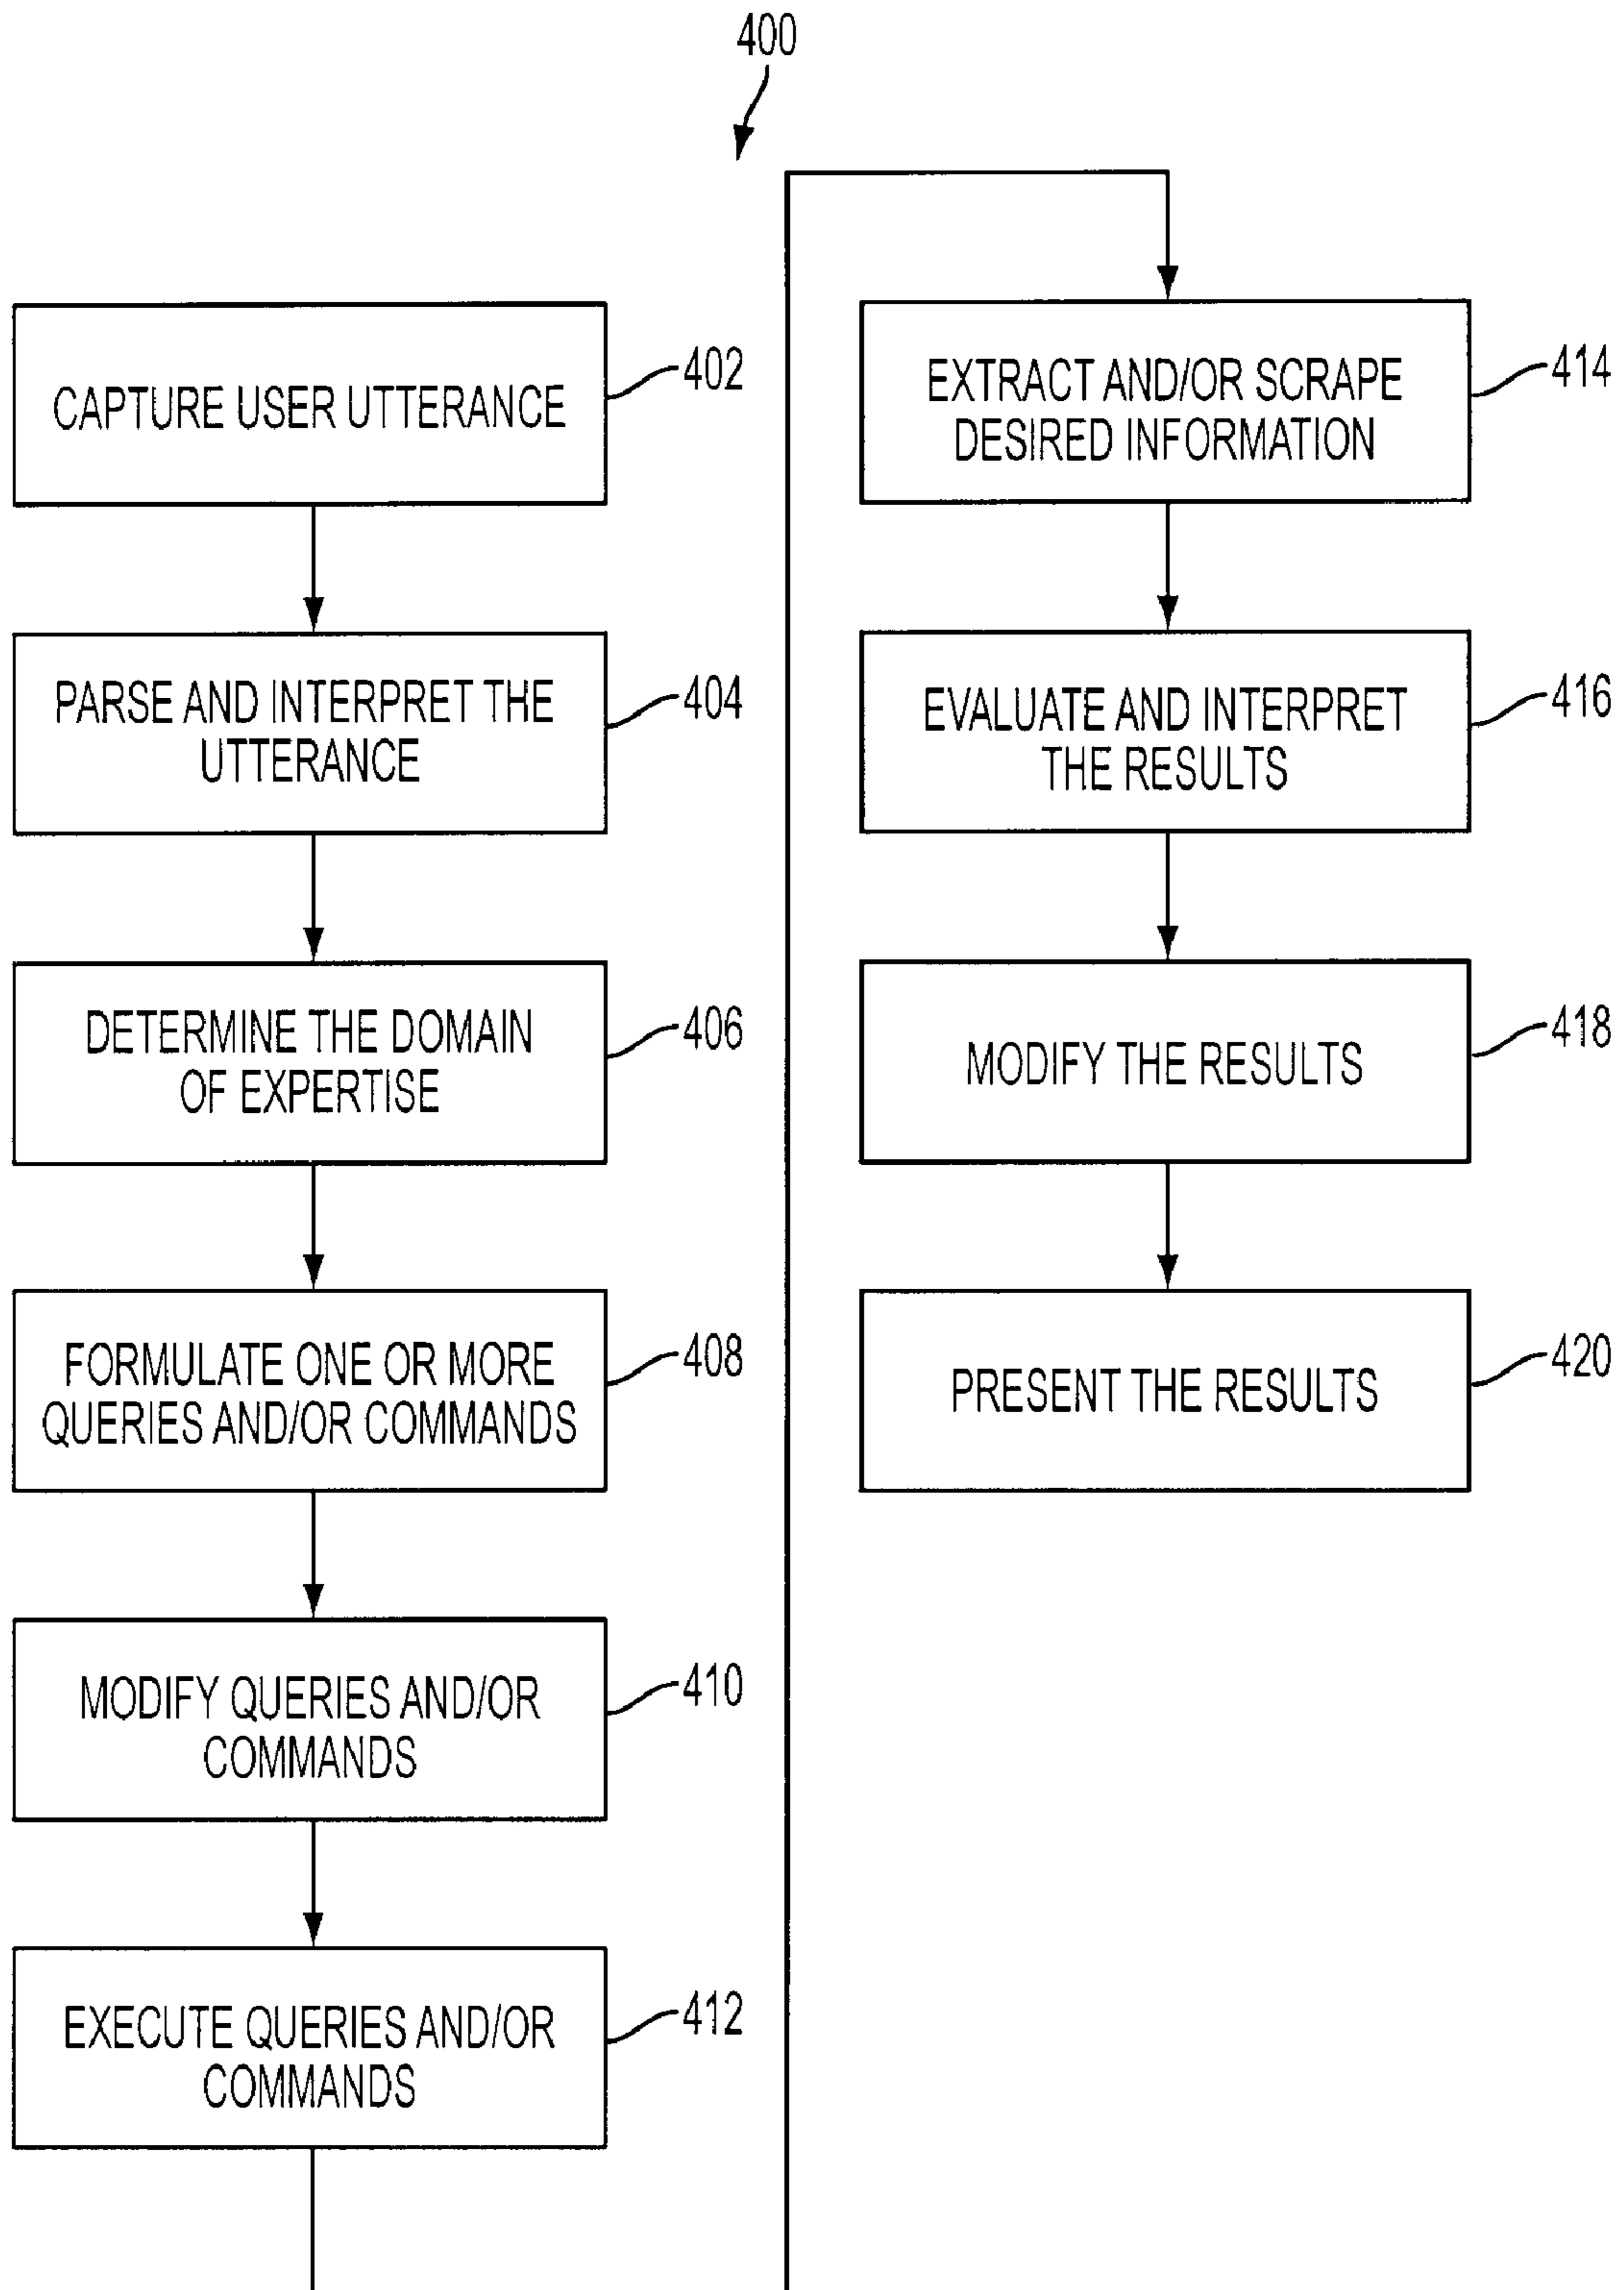 400
CAPTURE USER UTTERANCE
402
PARSE AND INTERPRET THE
UTTERANCE
404
DETERMINE THE DOMAIN
OF EXPERTISE
406
FORMULATE ONE OR MORE
QUERIES AND/OR COMMANDS
408
MODIFY QUERIES AND/OR
COMMANDS
410
EXECUTE QUERIES AND/OR
COMMANDS
412
EXTRACT AND/OR SCRAPE
DESIRED INFORMATION
414
EVALUATE AND INTERPRET
THE RESULTS
416
MODIFY THE RESULTS
418
PRESENT THE RESULTS
420